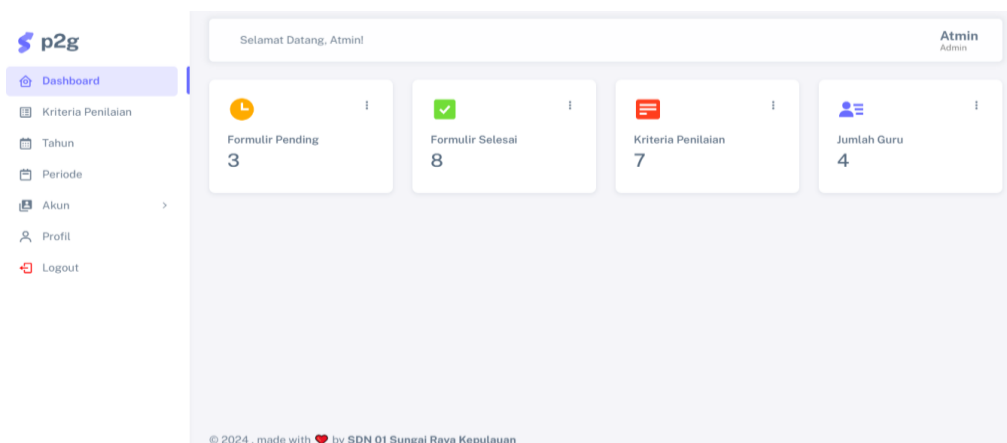 p2g
Dashboard
Kriteria Penilaian
Tahun
Periode
Akun
Profil
Logout
Selamat Datang, Atmin!
Atmin
Admin
Formulir Pending
3
Formulir Selesai
8
Kriteria Penilaian
7
Jumlah Guru
4
© 2024 , made with ❤️ by SDN 01 Sungai Raya Kepulauan